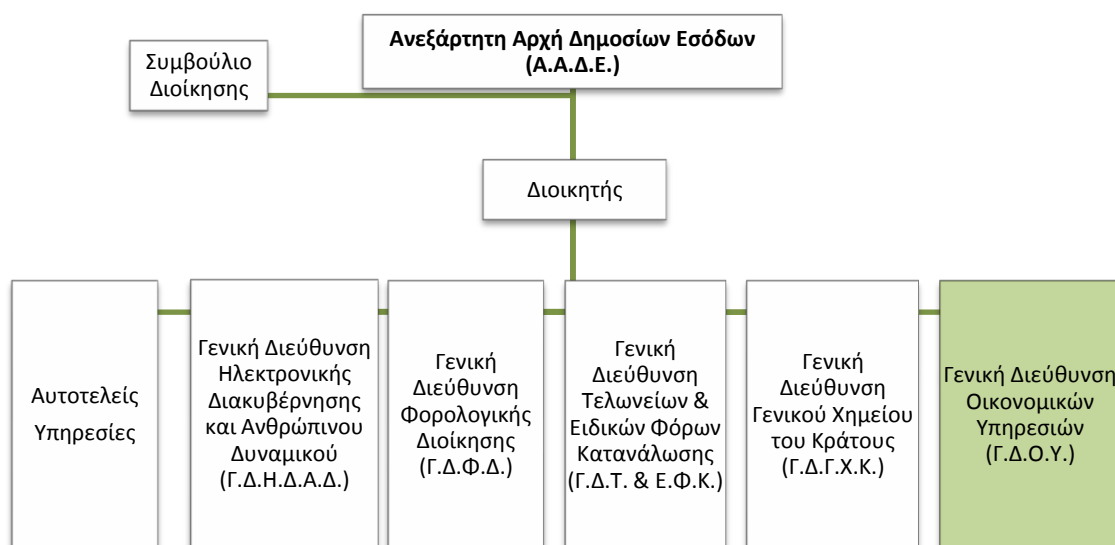 Ανεξάρτητη Αρχή Δημοσίων Εσόδων
(Α.Α.Δ.Ε.)
Συμβούλιο
Διοίκησης
Διοικητής
Αυτοτελείς
Υπηρεσίες
Γενική Διεύθυνση
Ηλεκτρονικής
Διακυβέρνησης
και Ανθρώπινου
Δυναμικού
(Γ.Δ.Η.Δ.Α.Δ.)
Γενική
Διεύθυνση
Φορολογικής
Διοίκησης
(Γ.Δ.Φ.Δ.)
Γενική
Διεύθυνση
Τελωνείων &
Ειδικών Φόρων
Κατανάλωσης
(Γ.Δ.Τ. & Ε.Φ.Κ.)
Γενική
Διεύθυνση
Γενικού Χημείου
του Κράτους
(Γ.Δ.Γ.Χ.Κ.)
Γενική Διεύθυνση
Οικονομικών
Υπηρεσιών
(Γ.Δ.Ο.Υ.)